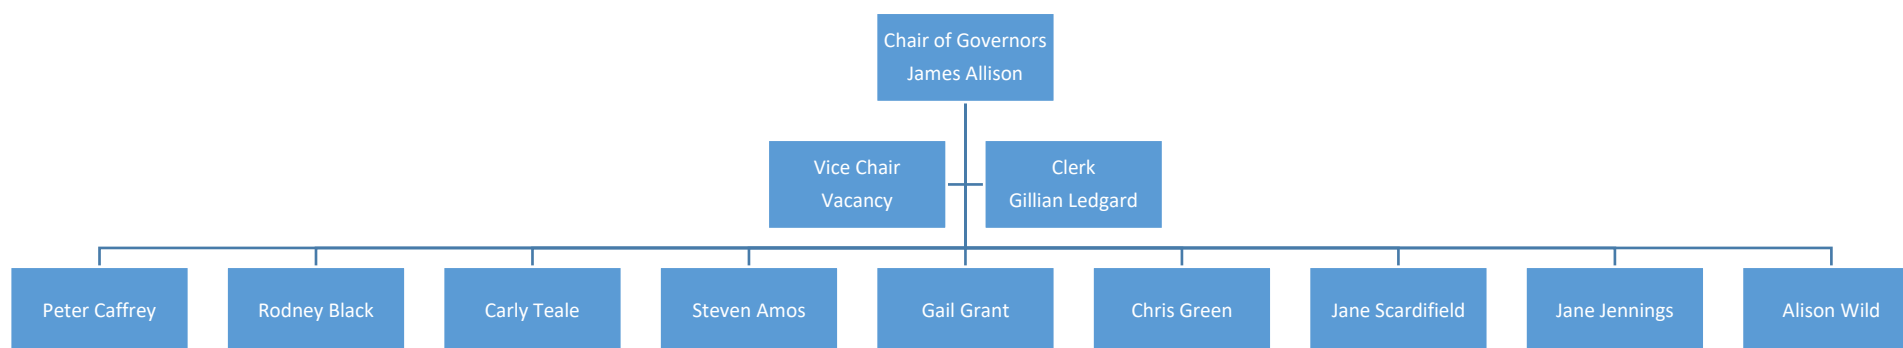 Chair of Governors
James Allison
Vice Chair
Vacancy
Clerk
Gillian Ledgard
Peter Caffrey
Rodney Black
Carly Teale
Steven Amos
Gail Grant
Chris Green
Jane Scardifield
Jane Jennings
Alison Wild